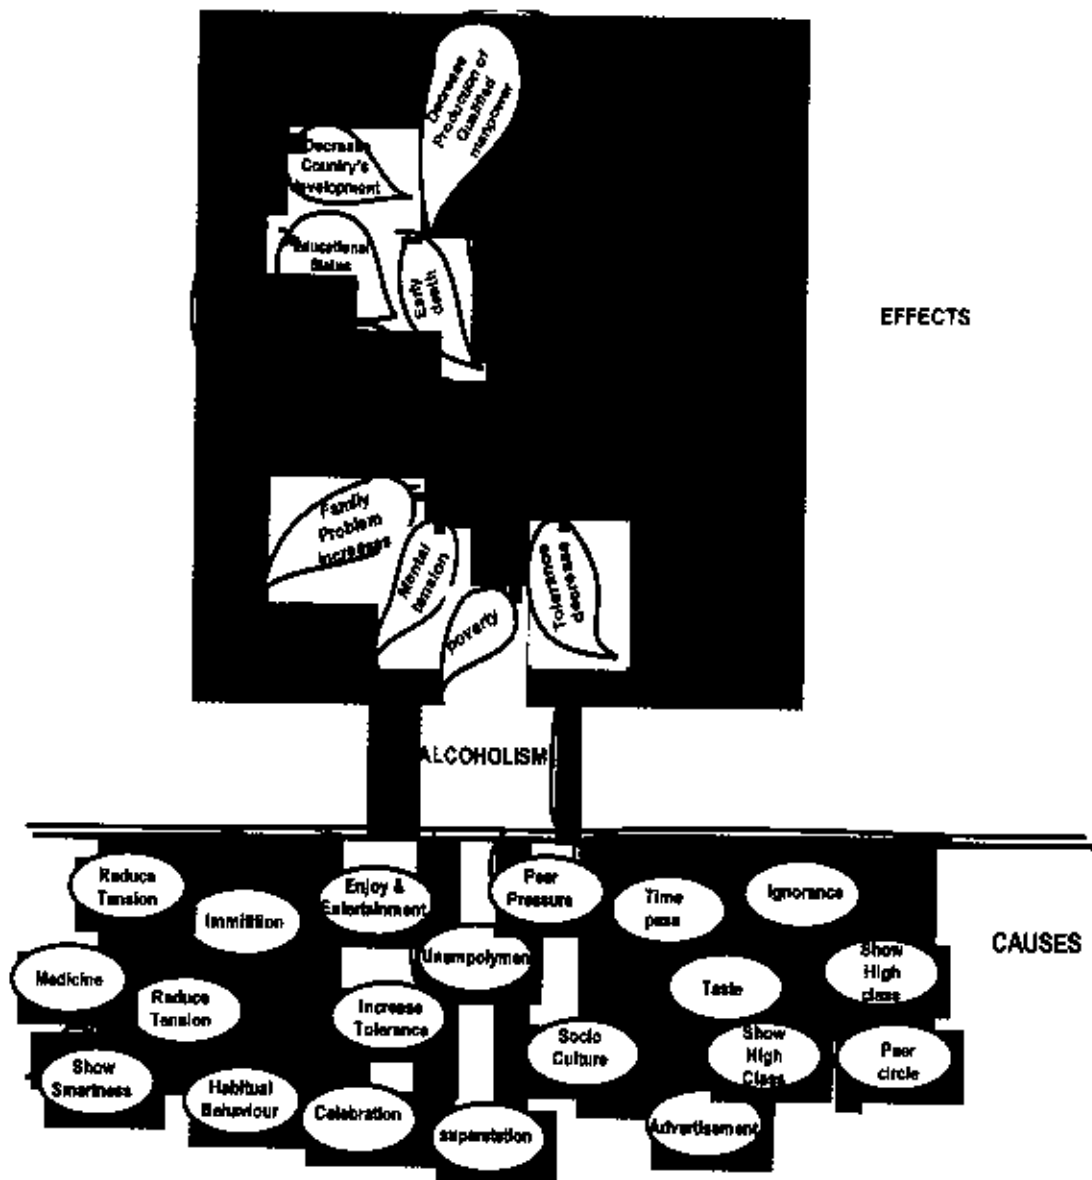 Decrease
Production of
Qualified
manpower
Decrease
Country's
development
Educational
Status
Early
death
EFFECTS
Family
Problem
increases
Mental
tension
poverty
Tolerance
decrease
ALCOHOLISM
Reduce
Tension
Immitition
Enjoy &
Entertainment
Peer
Pressure
Time
pass
Ignorance
CAUSES
Medicine
Reduce
Tension
Unempolymen
Increase
Tolerance
Taste
Show
High
class
Show
Smartness
Habitual
Behaviour
Celebration
Socio
Culture
Show
High
Class
Peer
circle
superstation
Advertisement